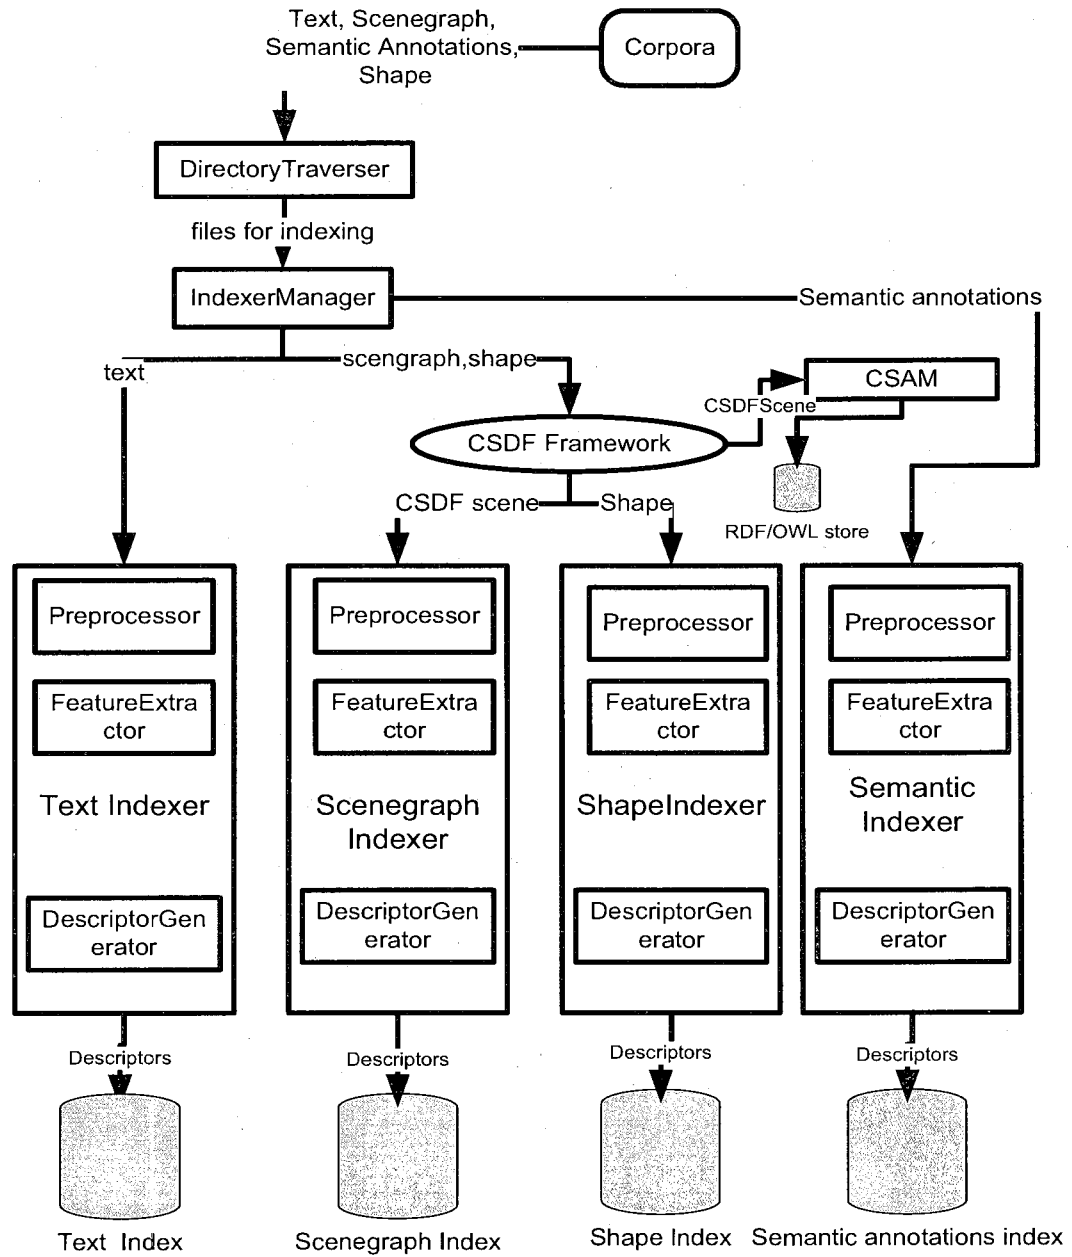 Text, Scenegraph,
Semantic Annotations,
Shape
Corpora
DirectoryTraverser
files for indexing
IndexerManager
Semantic annotations
text
scengraph,shape
CSAM
CSDFScene
CSDF Framework
RDF/OWL store
CSDF scene
Shape
Preprocessor
FeatureExtra
ctor
Text Indexer
DescriptorGen
erator
Preprocessor
FeatureExtra
ctor
Scenegraph
Indexer
DescriptorGen
erator
Preprocessor
FeatureExtra
ctor
ShapeIndexer
DescriptorGen
erator
Preprocessor
FeatureExtra
ctor
Semantic
Indexer
DescriptorGen
erator
Descriptors
Descriptors
Descriptors
Descriptors
Text Index
Scenegraph Index
Shape Index
Semantic annotations index